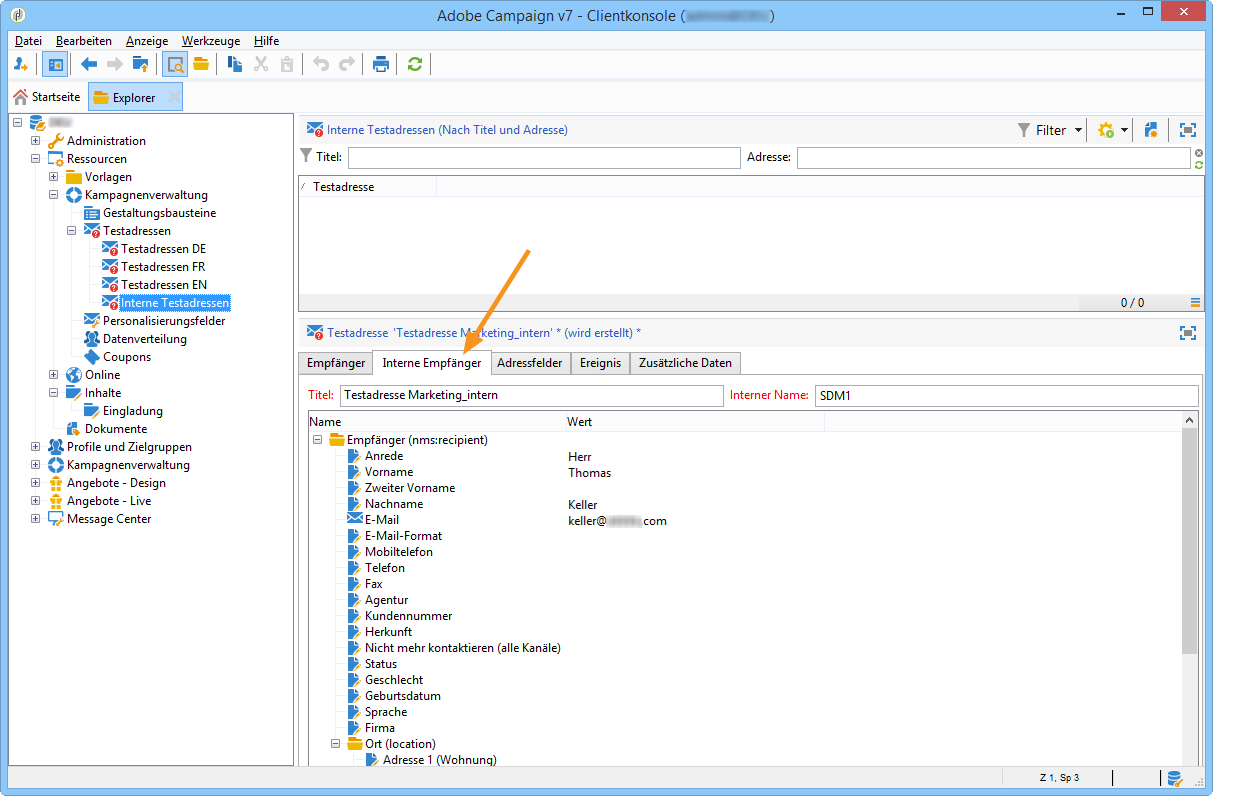 Adobe Campaign v7 - Clientkonsole ( )
Datei Bearbeiten Anzeige Werkzeuge Hilfe
Startseite Explorer
Administration
Ressourcen
Vorlagen
Kampagnenverwaltung
Gestaltungsbausteine
Testadressen
Testadressen DE
Testadressen FR
Testadressen EN
Interne Testadressen
Personalisierungsfelder
Datenverteilung
Coupons
Online
Inhalte
Eingladung
Dokumente
Profile und Zielgruppen
Kampagnenverwaltung
Angebote - Design
Angebote - Live
Message Center
Interne Testadressen (Nach Titel und Adresse) Filter
Titel: Adresse:
Testadresse
0 / 0
Testadresse 'Testadresse Marketing_intern' * (wird erstellt) *
Empfänger Interne Empfänger Adressfelder Ereignis Zusätzliche Daten
Titel: Testadresse Marketing_intern Interner Name: SDM1
Name Wert
Empfänger (nms:recipient)
Anrede Herr
Vorname Thomas
Zweiter Vorname
Nachname Keller
E-Mail keller@ .com
E-Mail-Format
Mobiltelefon
Telefon
Fax
Agentur
Kundennummer
Herkunft
Nicht mehr kontaktieren (alle Kanäle)
Status
Geschlecht
Geburtsdatum
Sprache
Firma
Ort (location)
Adresse 1 (Wohnung)
Z 1, Sp 3